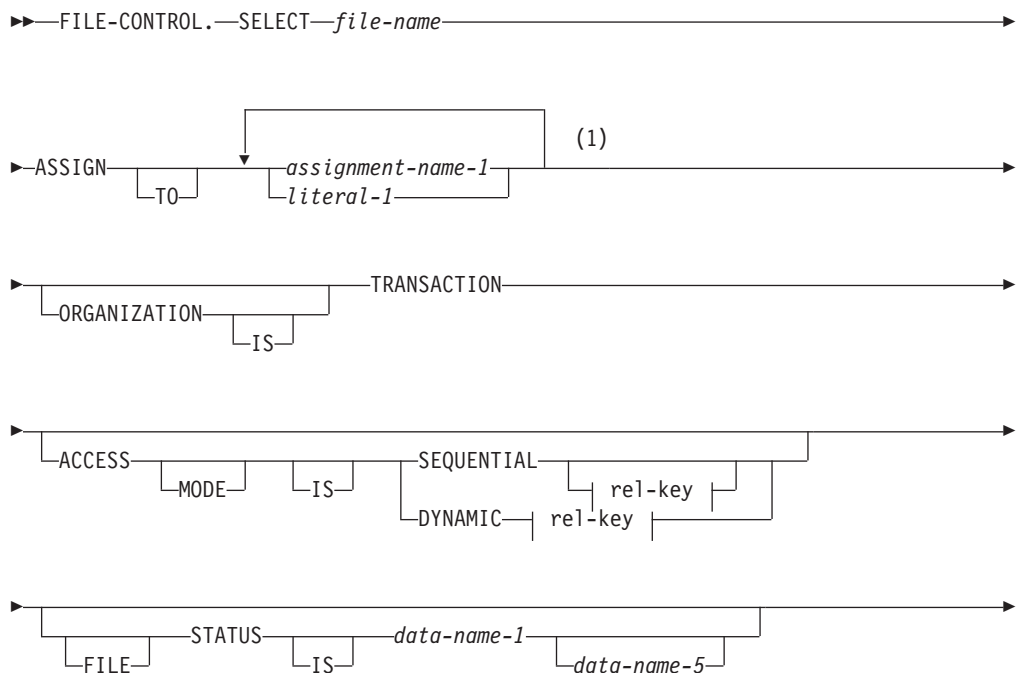 FILE-CONTROL. SELECT file-name
(1)
ASSIGN assignment-name-1
TO literal-1
TRANSACTION
ORGANIZATION
IS
ACCESS SEQUENTIAL
MODE IS rel-key
DYNAMIC rel-key
STATUS data-name-1
FILE IS data-name-5